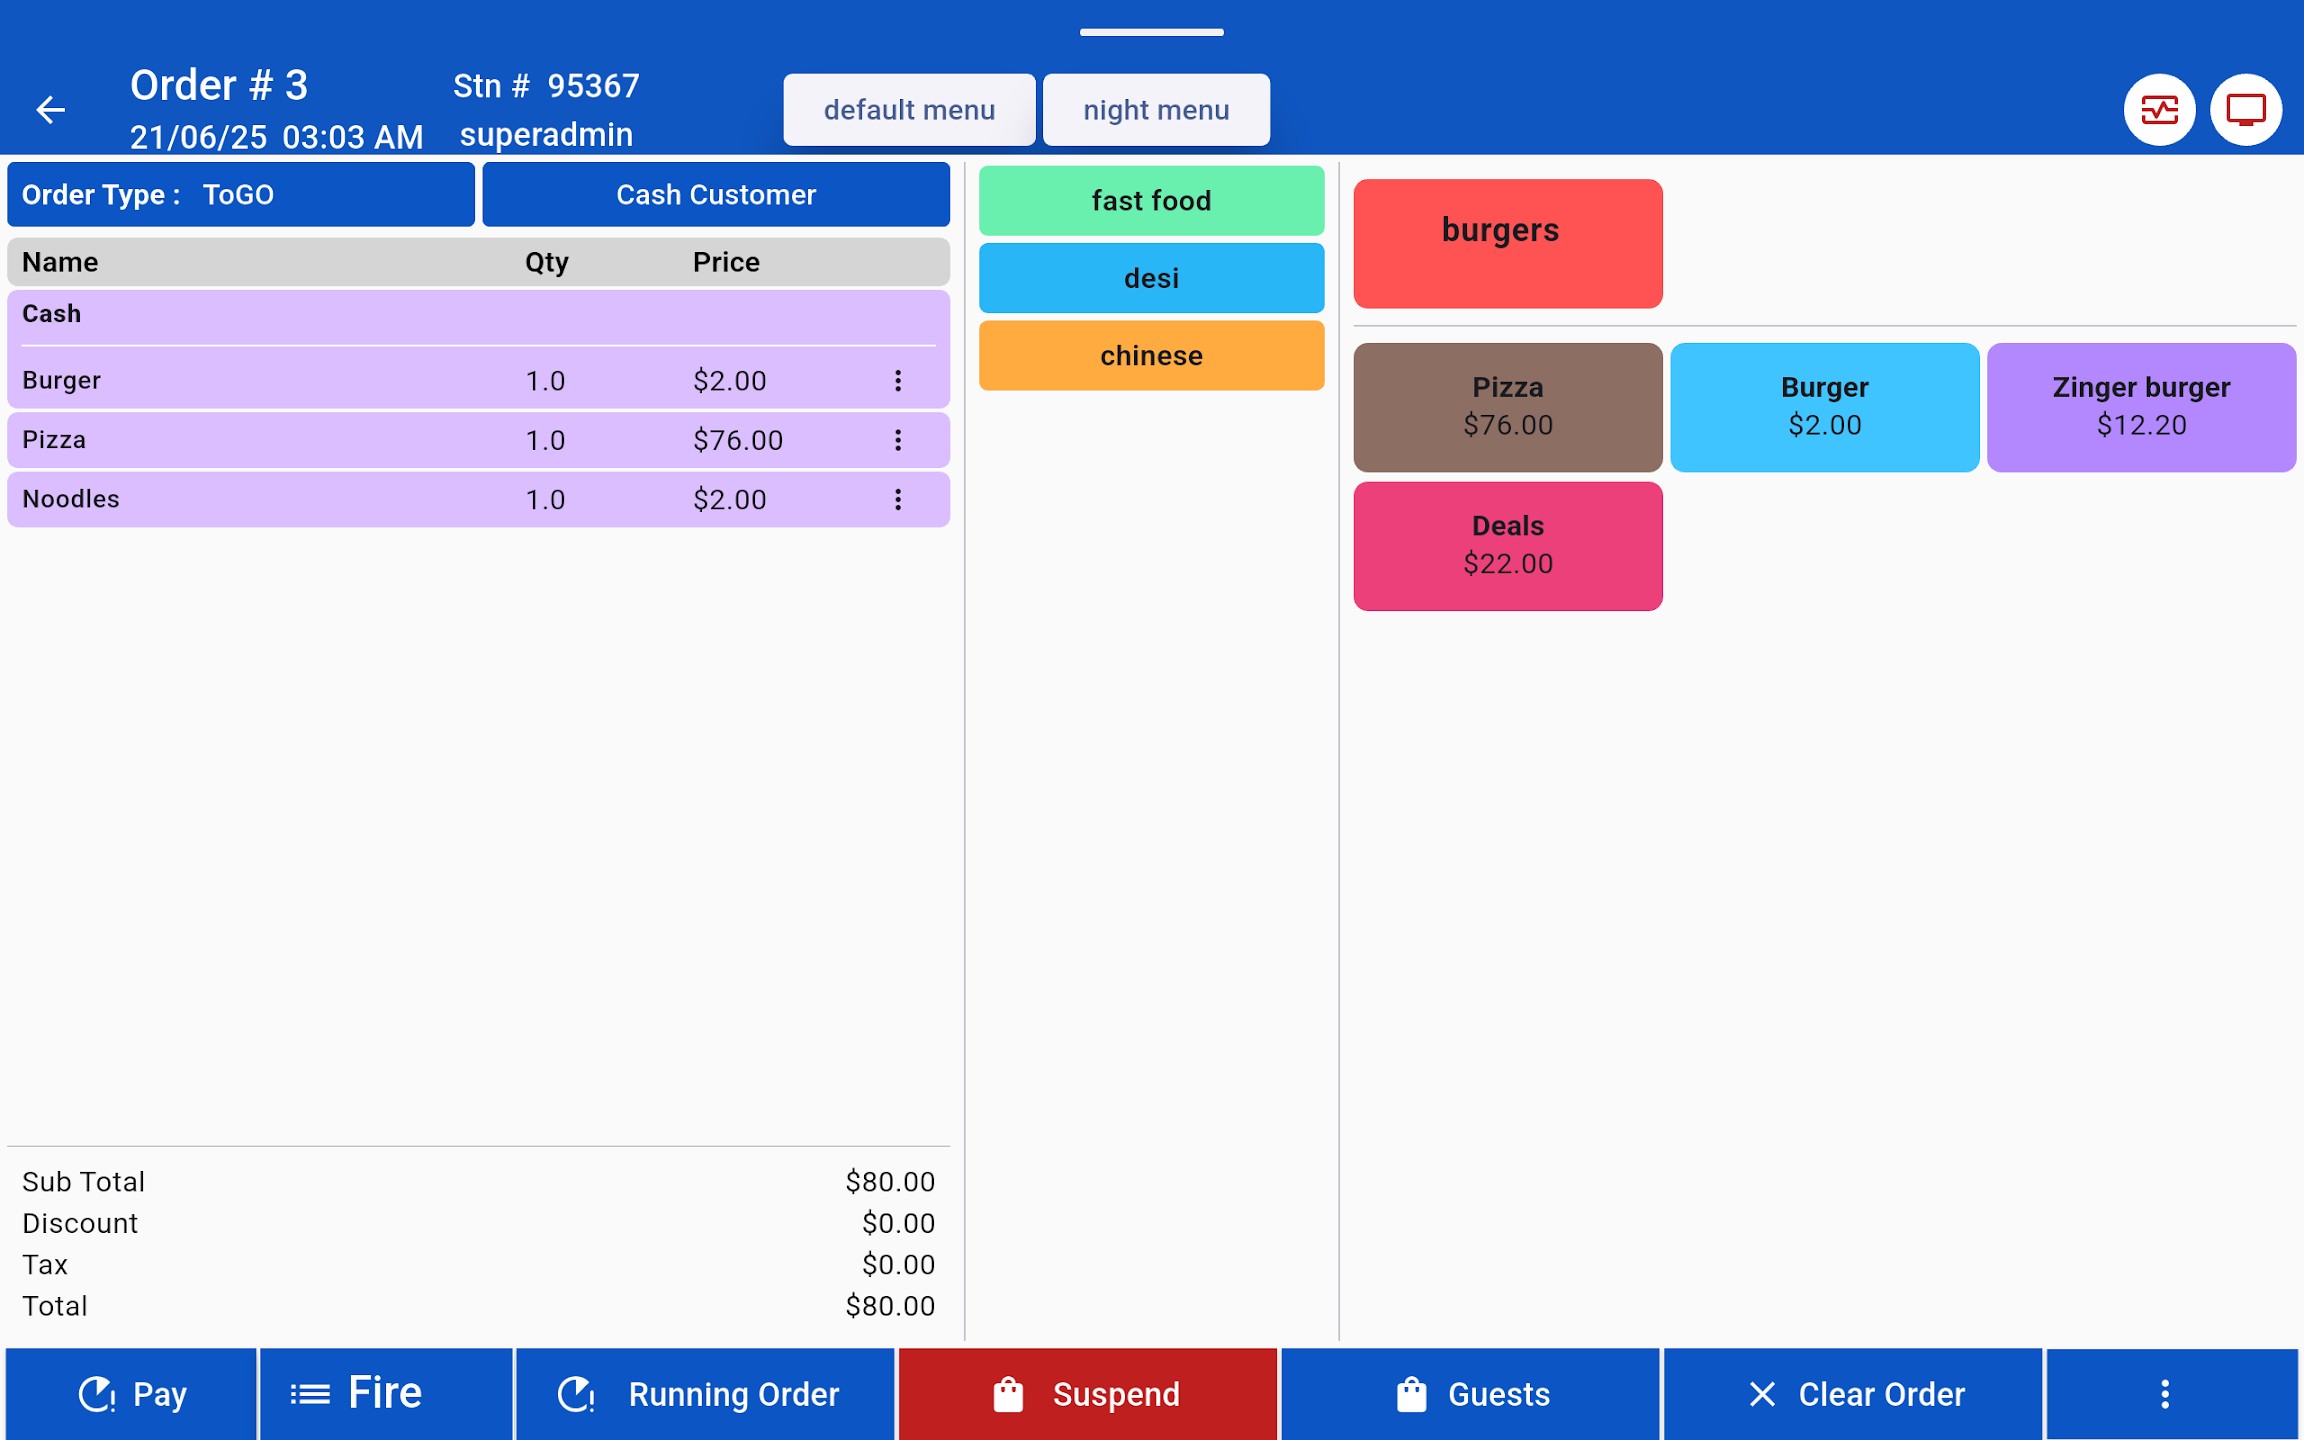 Order # 3
21/06/25 03:03 AM
Stn # 95367
superadmin
default menu
night menu
Order Type : ToGO
Cash Customer
Name Qty Price
Cash
Burger 1.0 $2.00
Pizza 1.0 $76.00
Noodles 1.0 $2.00
Sub Total $80.00
Discount $0.00
Tax $0.00
Total $80.00
fast food
desi
chinese
burgers
Pizza
$76.00
Burger
$2.00
Zinger burger
$12.20
Deals
$22.00
Pay
Fire
Running Order
Suspend
Guests
Clear Order